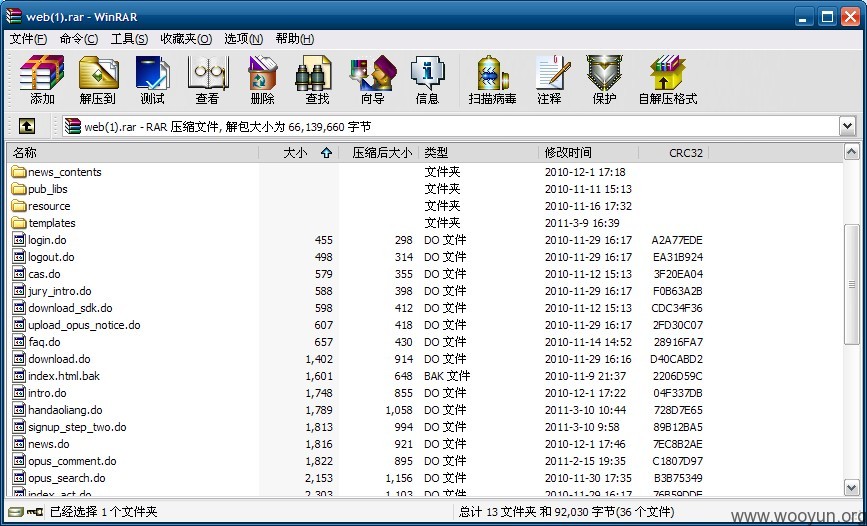 web(1).rar - WinRAR
文件(F) 命令(C) 工具(S) 收藏夹(O) 选项(N) 帮助(H)
添加 解压到 测试 查看 删除 查找 向导 信息 扫描病毒 注释 保护 自解压格式
web(1).rar - RAR 压缩文件, 解包大小为 66,139,660 字节
名称 大小 压缩后大小 类型 修改时间 CRC32
news_contents 文件夹 2010-12-1 17:18
pub_libs 文件夹 2010-11-11 15:13
resource 文件夹 2010-11-16 17:32
templates 文件夹 2011-3-9 16:39
login.do 455 298 DO 文件 2010-11-29 16:17 A2A77EDE
logout.do 498 314 DO 文件 2010-11-29 16:17 EA31B924
cas.do 579 355 DO 文件 2010-11-12 15:13 3F20EA04
jury_intro.do 588 398 DO 文件 2010-11-29 16:17 F0B63A2B
download_sdk.do 598 412 DO 文件 2010-11-12 15:13 CDC34F36
upload_opus_notice.do 607 418 DO 文件 2010-11-29 16:17 2FD30C07
faq.do 657 430 DO 文件 2010-11-14 14:52 28916FA7
download.do 1,402 914 DO 文件 2010-11-29 16:16 D40CABD2
index.html.bak 1,601 648 BAK 文件 2010-11-9 21:37 2206D59C
intro.do 1,748 855 DO 文件 2010-12-1 17:22 04F337DB
handaoliang.do 1,789 1,058 DO 文件 2011-3-10 10:44 728D7E65
signup_step_two.do 1,813 994 DO 文件 2011-3-10 9:58 89B12BA5
news.do 1,816 921 DO 文件 2010-12-1 17:46 7EC8B2AE
opus_comment.do 1,822 895 DO 文件 2011-2-15 19:35 C1807D97
opus_search.do 2,153 1,156 DO 文件 2010-11-30 17:35 B3B75349
index_act.do 2,303 1,103 DO 文件 2010-11-29 16:17 76B59DDE
已经选择 1 个文件夹 总计 13 文件夹 和 92,030 字节(36 个文件)
www.wooyun.org